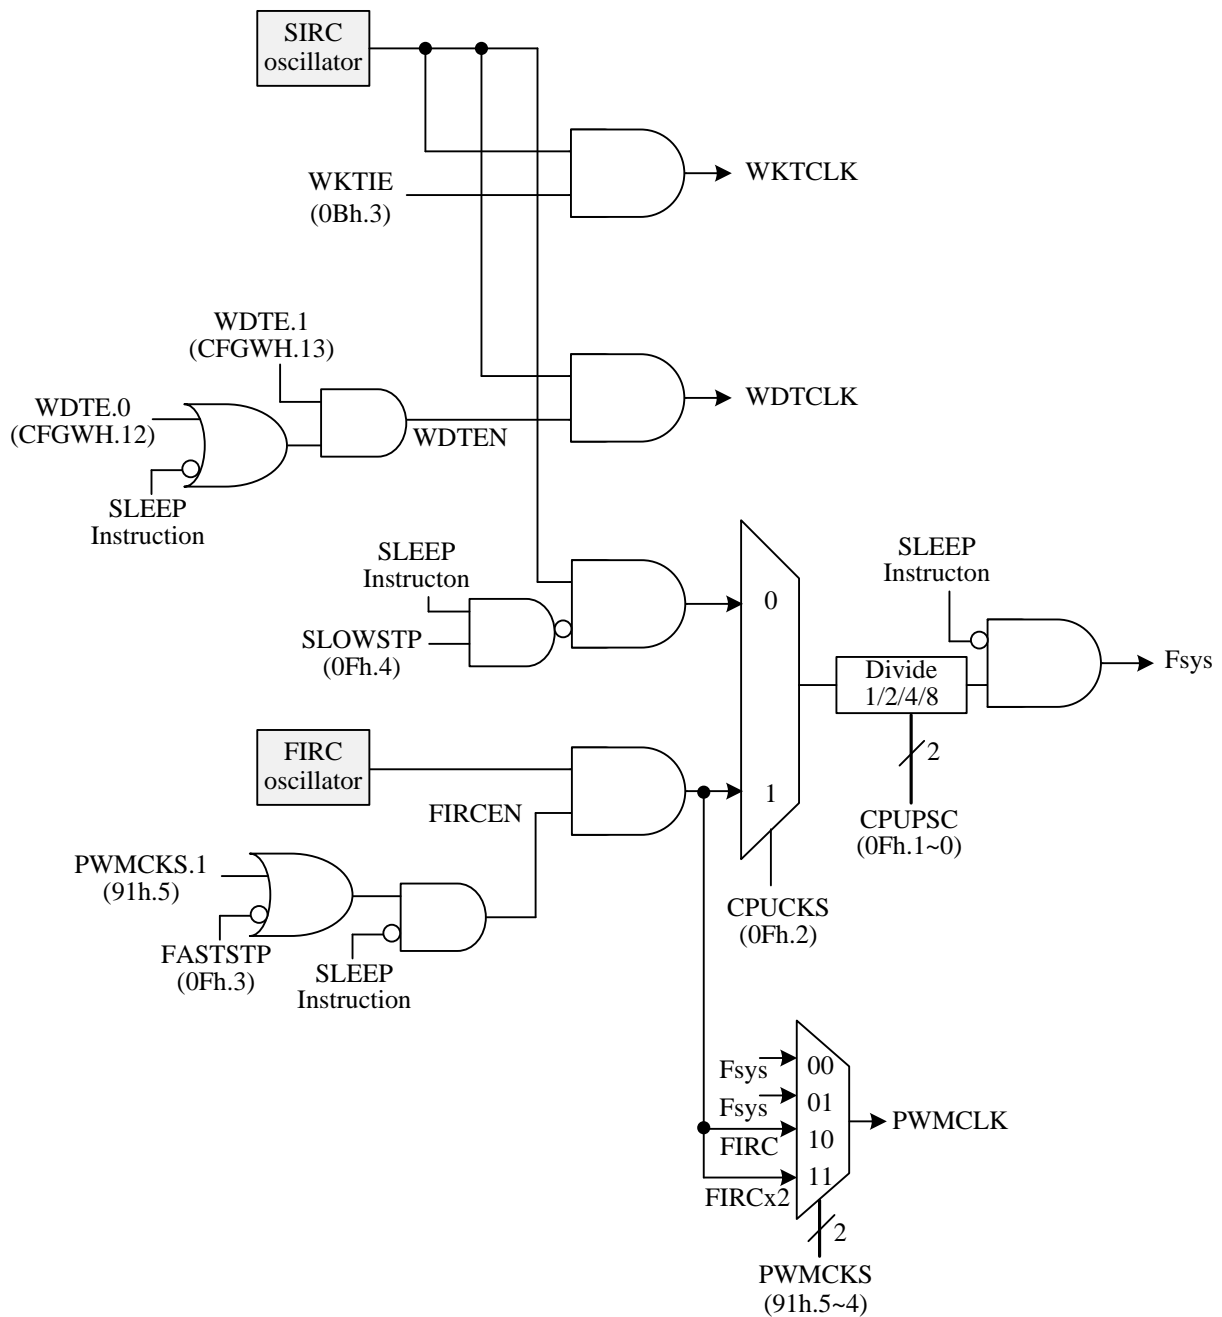 SIRC
oscillator
WKTIE
(0Bh.3)
WKTCLK
WDTE.1
(CFGWH.13)
WDTE.0
(CFGWH.12)
WDTEN
WDTCLK
SLEEP
Instruction
SLEEP
Instructon
SLOWSTP
(0Fh.4)
0
SLEEP
Instructon
Divide
1/2/4/8
Fsys
2
CPUPSC
(0Fh.1~0)
FIRC
oscillator
FIRCEN
1
PWMCKS.1
(91h.5)
FASTSTP
(0Fh.3)
SLEEP
Instruction
CPUCKS
(0Fh.2)
Fsys
00
Fsys
01
FIRC
10
FIRCx2
11
PWMCLK
2
PWMCKS
(91h.5~4)